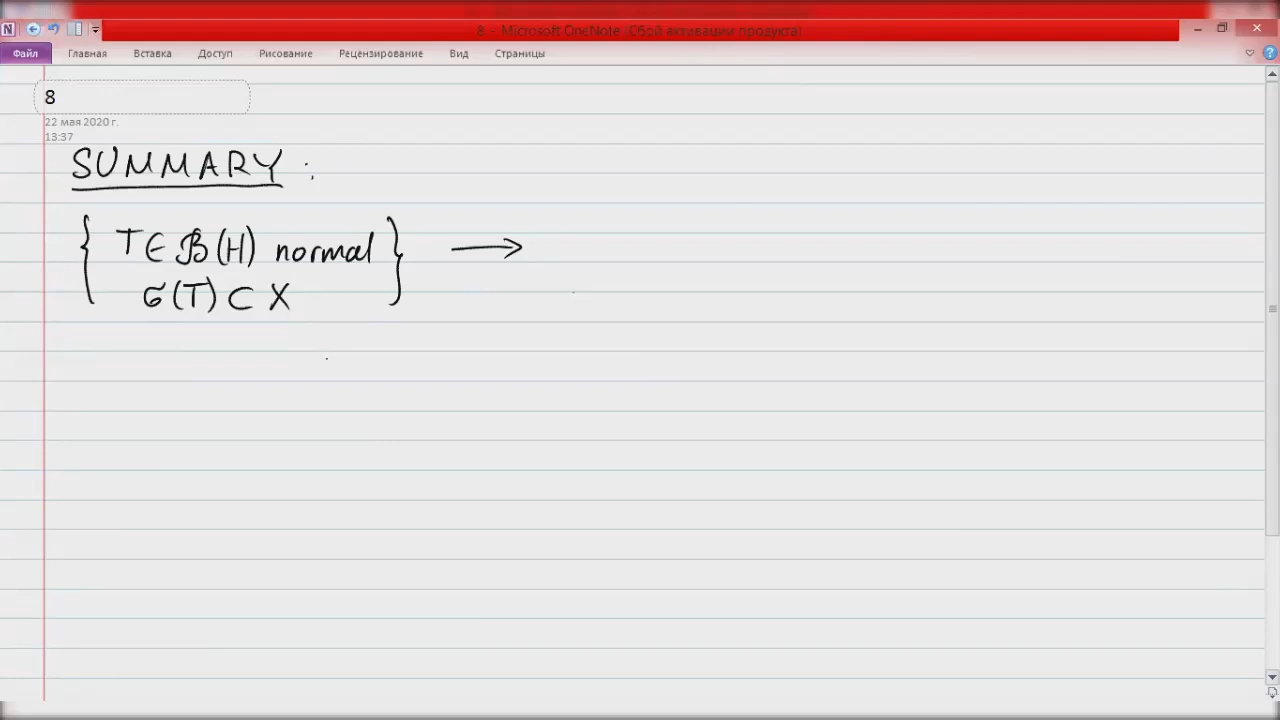 8 - Microsoft OneNote (Сбой активации продукта)
Файл Главная Вставка Доступ Рисование Рецензирование Вид Страницы
8
22 мая 2020 г.
13:37
SUMMARY :
{ T ∈ B(H) normal } →
σ(T) ⊂ X